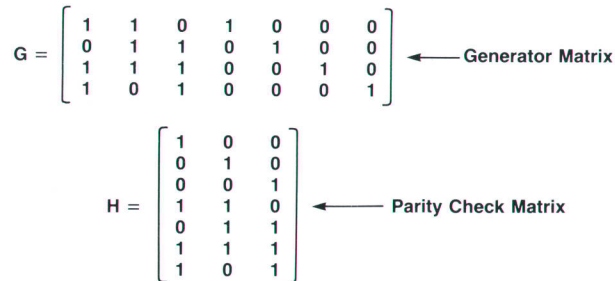 1 1 0 1 0 0 0
G = 0 1 1 0 1 0 0 Generator Matrix
1 1 1 0 0 1 0
1 0 1 0 0 0 1
1 0 0
0 1 0
0 0 1
H = 1 1 0 Parity Check Matrix
0 1 1
1 1 1
1 0 1